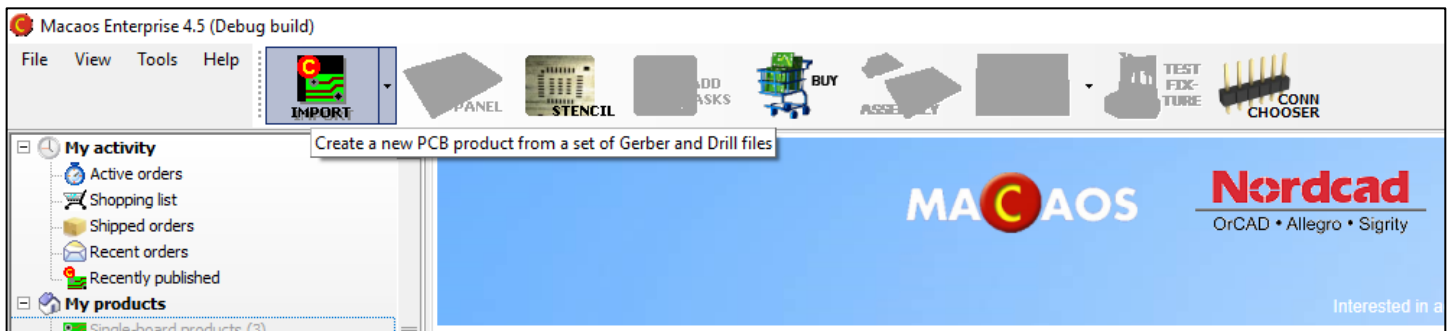 Macaos Enterprise 4.5 (Debug build)
File View Tools Help
IMPORT
PANEL
STENCIL
ADD
TASKS
BUY
ASSEMBLY
TEST
FIX-
TURE
CONN
CHOOSER
Create a new PCB product from a set of Gerber and Drill files
My activity
Active orders
Shopping list
Shipped orders
Recent orders
Recently published
My products
Single-board products (3)
MACAOS
Nordcad
OrCAD • Allegro • Sigrity
Interested in a